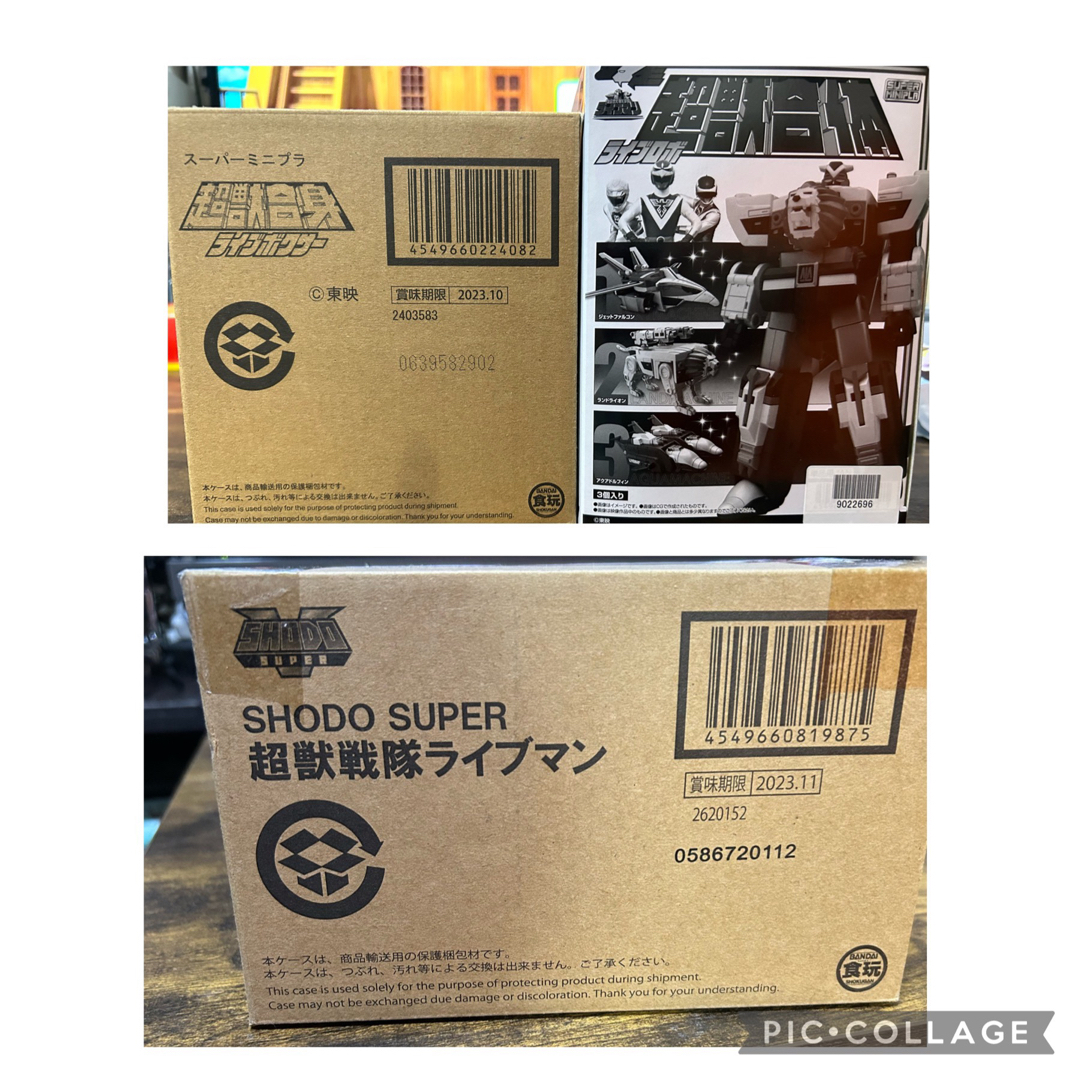 スーパーミニプラ
超獣合身
ライブボクサー
4549660224082
©東映
賞味期限 2023.10
2403583
0639582902
本ケースは、商品輸送用の保護梱包材です。
本ケースは、つぶれ、汚れ等による交換は出来ません。ご了承ください。
This case is used solely for the purpose of protecting product during shipment.
Case may not be exchanged due to damage or discoloration. Thank you for your understanding.
BANDAI
食玩
SHOKUGAN
超獣合体
ライブロボ
SUPER
MINIPLA
1
ジェットファルコン
2
ランドライオン
3
アクアドルフィン
3個入り
©東映
9022696
SHODO
SUPER
SHODO SUPER
超獣戦隊ライブマン
4549660819875
賞味期限 2023.11
2620152
0586720112
本ケースは、商品輸送用の保護梱包材です。
本ケースは、つぶれ、汚れ等による交換は出来ません。ご了承ください。
This case is used solely for the purpose of protecting product during shipment.
Case may not be exchanged due damage or discoloration. Thank you for your understanding.
BANDAI
食玩
SHOKUGAN
PIC•COLLAGE